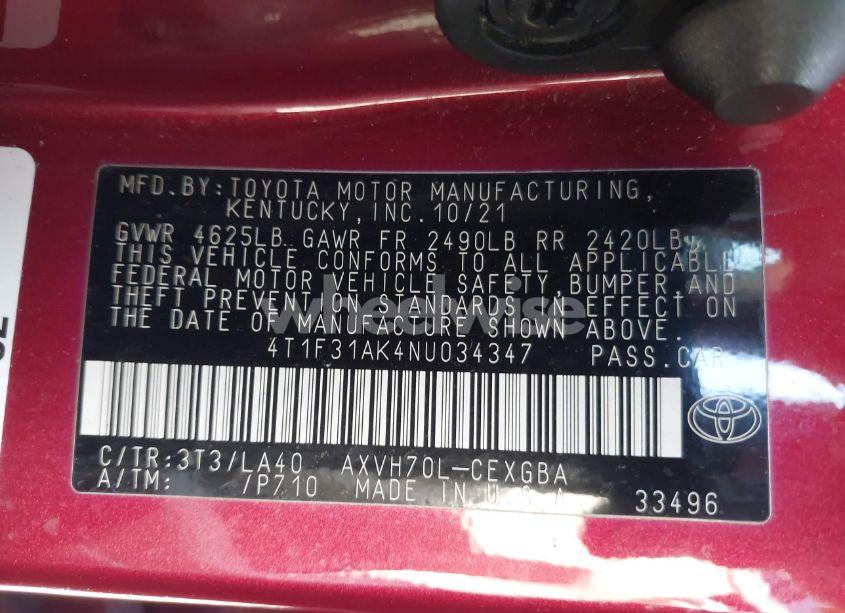 MFD.BY:TOYOTA MOTOR MANUFACTURING,
KENTUCKY,INC.10/21
GVWR 4625LB GAWR FR 2490LB RR 2420LB
THIS VEHICLE CONFORMS TO ALL APPLICABLE
FEDERAL MOTOR VEHICLE SAFETY, BUMPER AND
THEFT PREVENTION STANDARDS IN EFFECT ON
THE DATE OF MANUFACTURE SHOWN ABOVE.
wheelwise
4T1F31AK4NU034347 PASS.CAR
C/TR:3T3/LA40 AXVH70L-CEXGBA
A/TM: /P710 MADE IN U.S.A. 33496